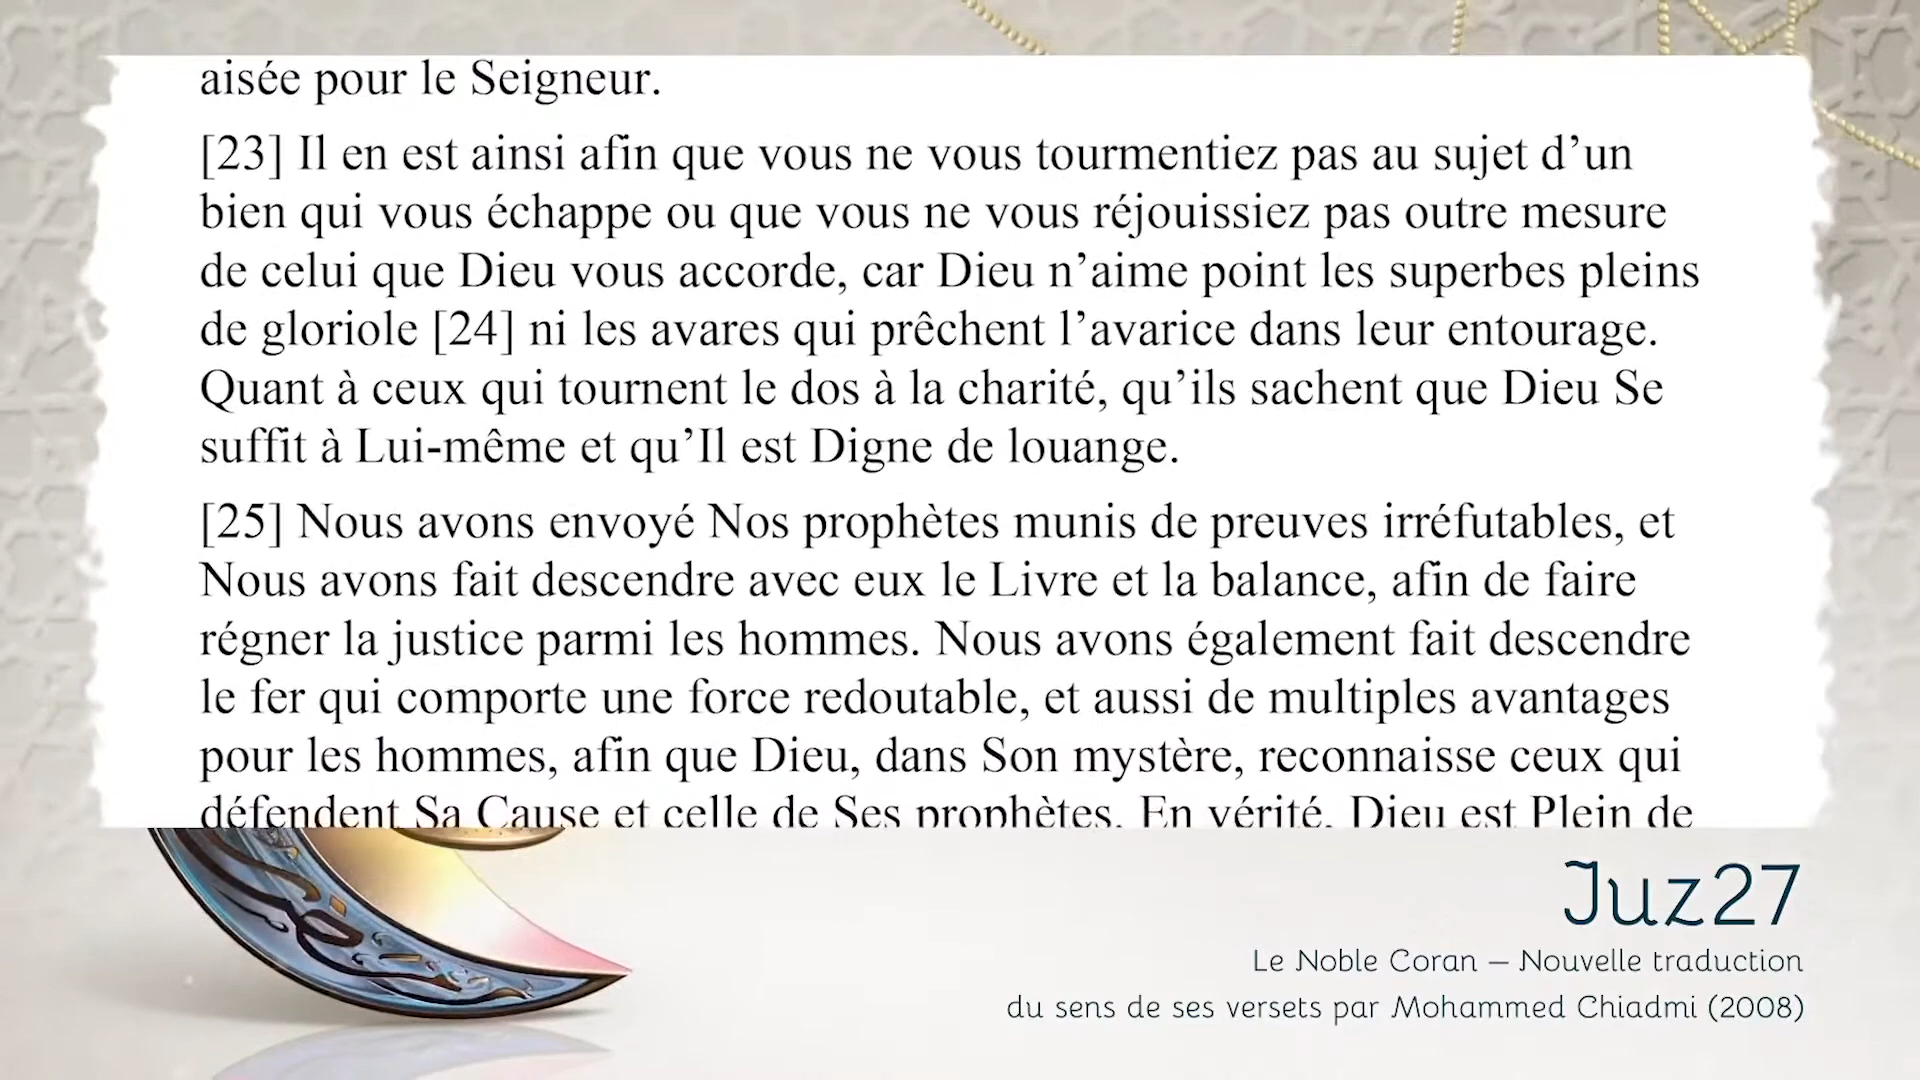 aisée pour le Seigneur.
[23] Il en est ainsi afin que vous ne vous tourmentiez pas au sujet d’un
bien qui vous échappe ou que vous ne vous réjouissiez pas outre mesure
de celui que Dieu vous accorde, car Dieu n’aime point les superbes pleins
de gloriole [24] ni les avares qui prêchent l’avarice dans leur entourage.
Quant à ceux qui tournent le dos à la charité, qu’ils sachent que Dieu Se
suffit à Lui-même et qu’Il est Digne de louange.
[25] Nous avons envoyé Nos prophètes munis de preuves irréfutables, et
Nous avons fait descendre avec eux le Livre et la balance, afin de faire
régner la justice parmi les hommes. Nous avons également fait descendre
le fer qui comporte une force redoutable, et aussi de multiples avantages
pour les hommes, afin que Dieu, dans Son mystère, reconnaisse ceux qui
défendent Sa Cause et celle de Ses prophètes. En vérité, Dieu est Plein de
Juz27
Le Noble Coran – Nouvelle traduction
du sens de ses versets par Mohammed Chiadmi (2008)